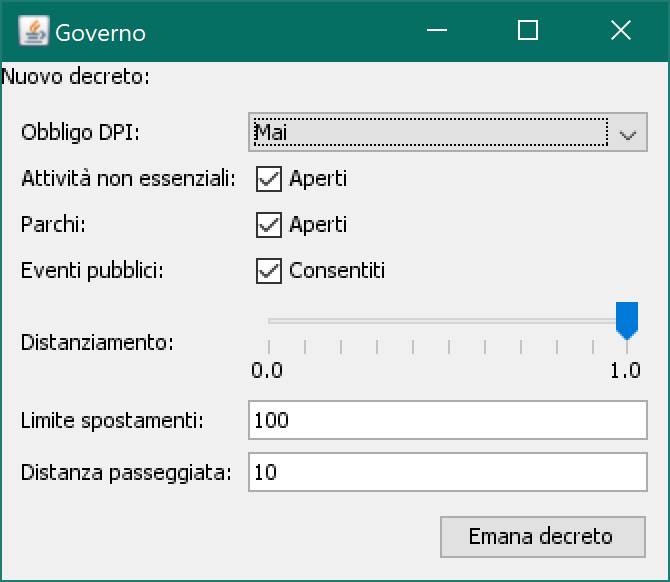 Governo
Nuovo decreto:
Obbligo DPI: Mai
Attività non essenziali: Aperti
Parchi: Aperti
Eventi pubblici: Consentiti
Distanziamento:
0.0 1.0
Limite spostamenti: 100
Distanza passeggiata: 10
Emana decreto